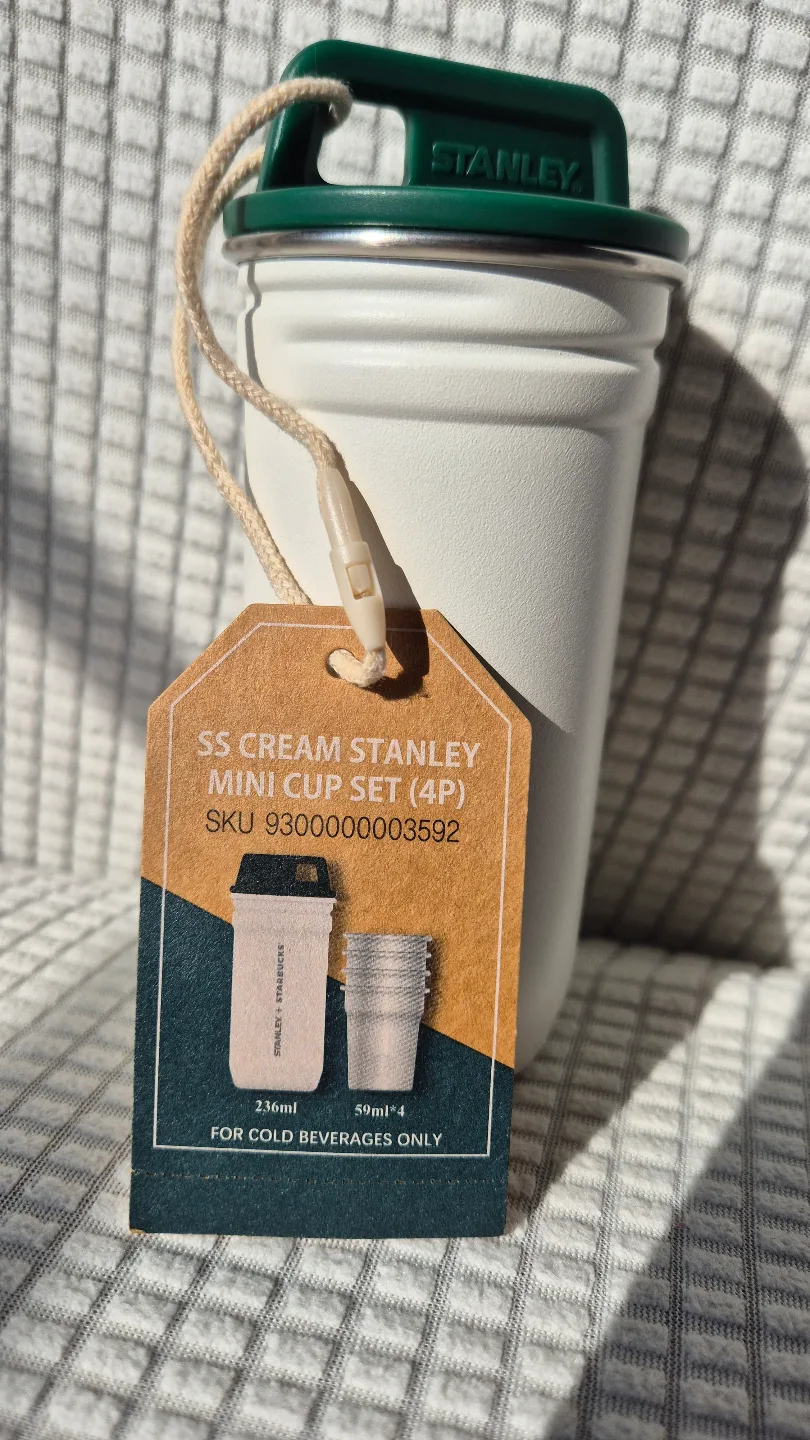 STANLEY
SS CREAM STANLEY
MINI CUP SET (4P)
SKU 9300000003592
STANLEY + STARBUCKS
236ml
59ml*4
FOR COLD BEVERAGES ONLY